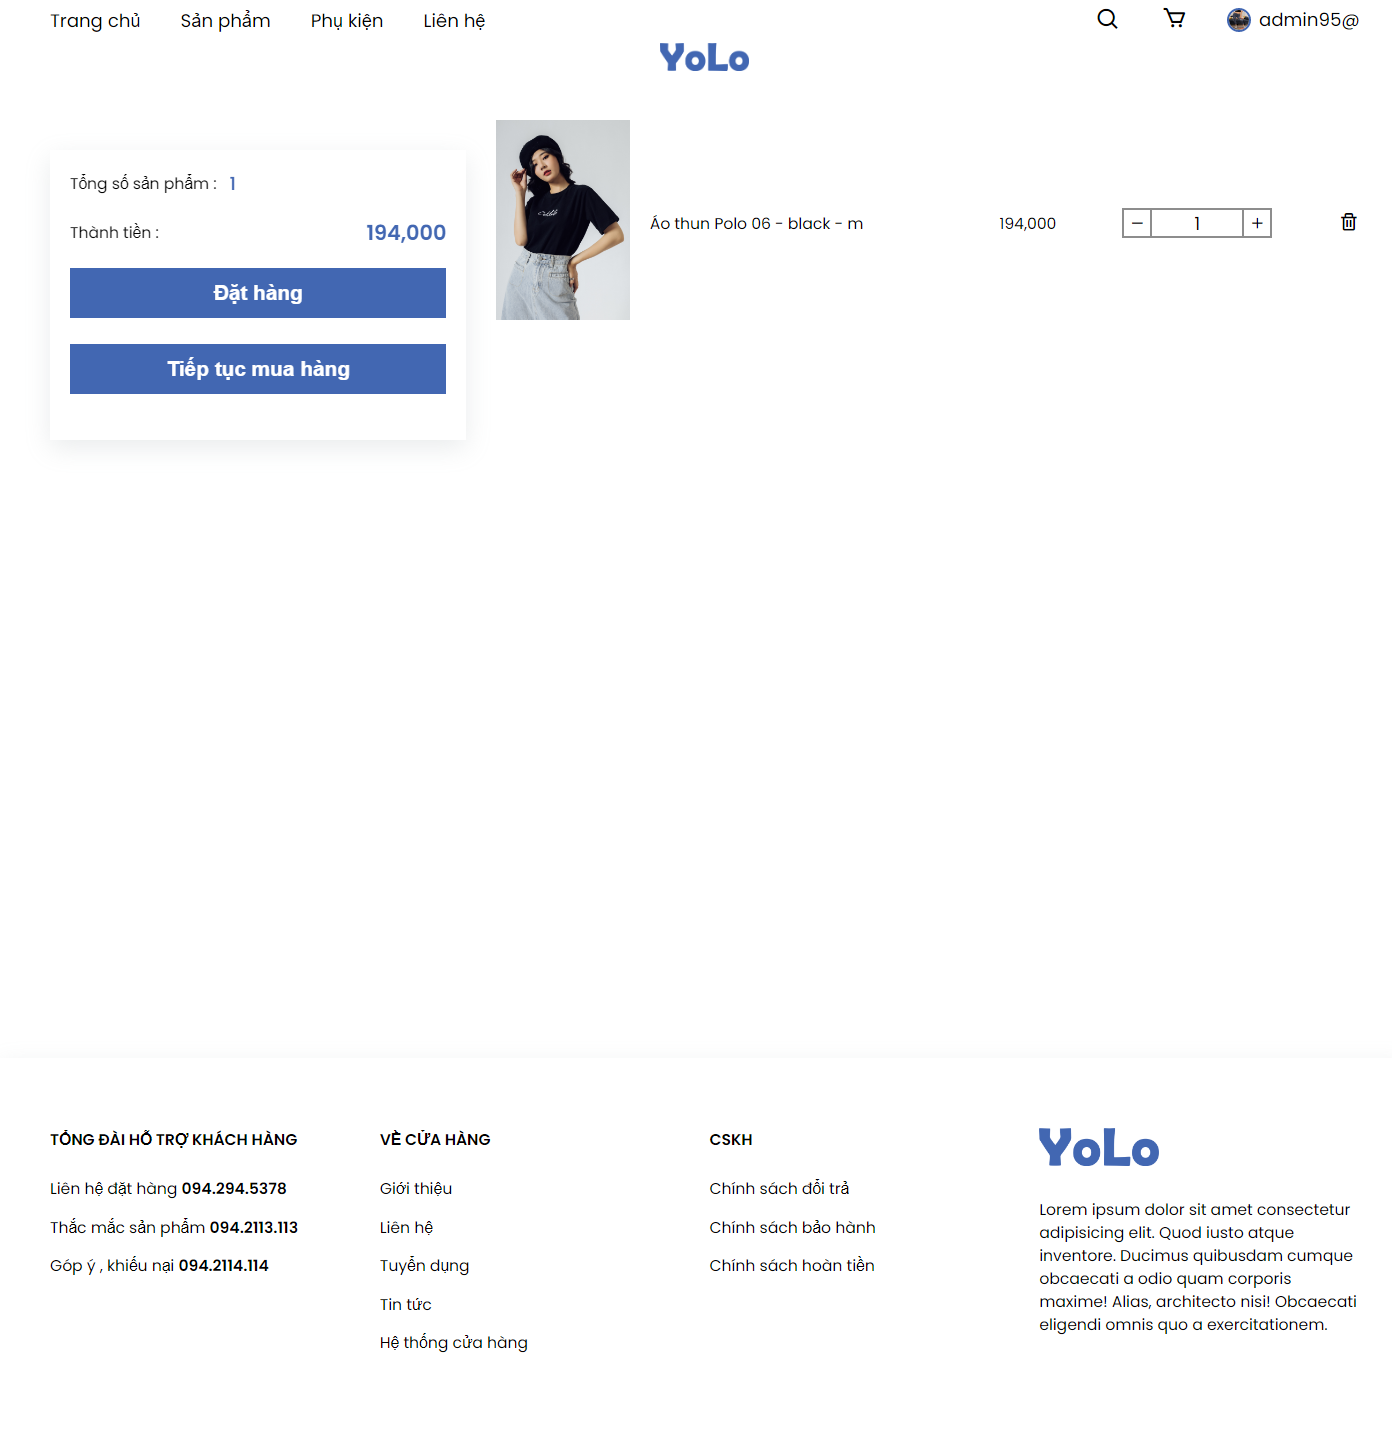 Trang chủ Sản phẩm Phụ kiện Liên hệ admin95@
YoLo
Tổng số sản phẩm : 1
Thành tiền : 194,000
Đặt hàng
Tiếp tục mua hàng
Áo thun Polo 06 - black - m 194,000 − 1 +
TỔNG ĐÀI HỖ TRỢ KHÁCH HÀNG
Liên hệ đặt hàng 094.294.5378
Thắc mắc sản phẩm 094.2113.113
Góp ý , khiếu nại 094.2114.114
VỀ CỬA HÀNG
Giới thiệu
Liên hệ
Tuyển dụng
Tin tức
Hệ thống cửa hàng
CSKH
Chính sách đổi trả
Chính sách bảo hành
Chính sách hoàn tiền
YoLo
Lorem ipsum dolor sit amet consectetur
adipisicing elit. Quod iusto atque
inventore. Ducimus quibusdam cumque
obcaecati a odio quam corporis
maxime! Alias, architecto nisi! Obcaecati
eligendi omnis quo a exercitationem.